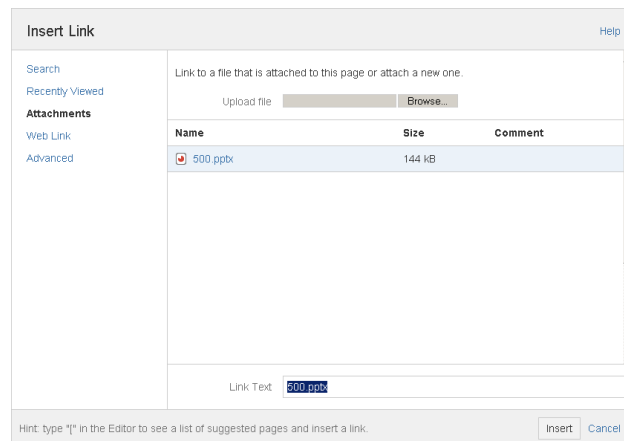 Insert Link
Help
Search
Recently Viewed
Attachments
Web Link
Advanced
Link to a file that is attached to this page or attach a new one.
Upload file Browse...
Name Size Comment
500.pptx 144 kB
Link Text 500.pptx
Hint: type "[" in the Editor to see a list of suggested pages and insert a link.
Insert Cancel